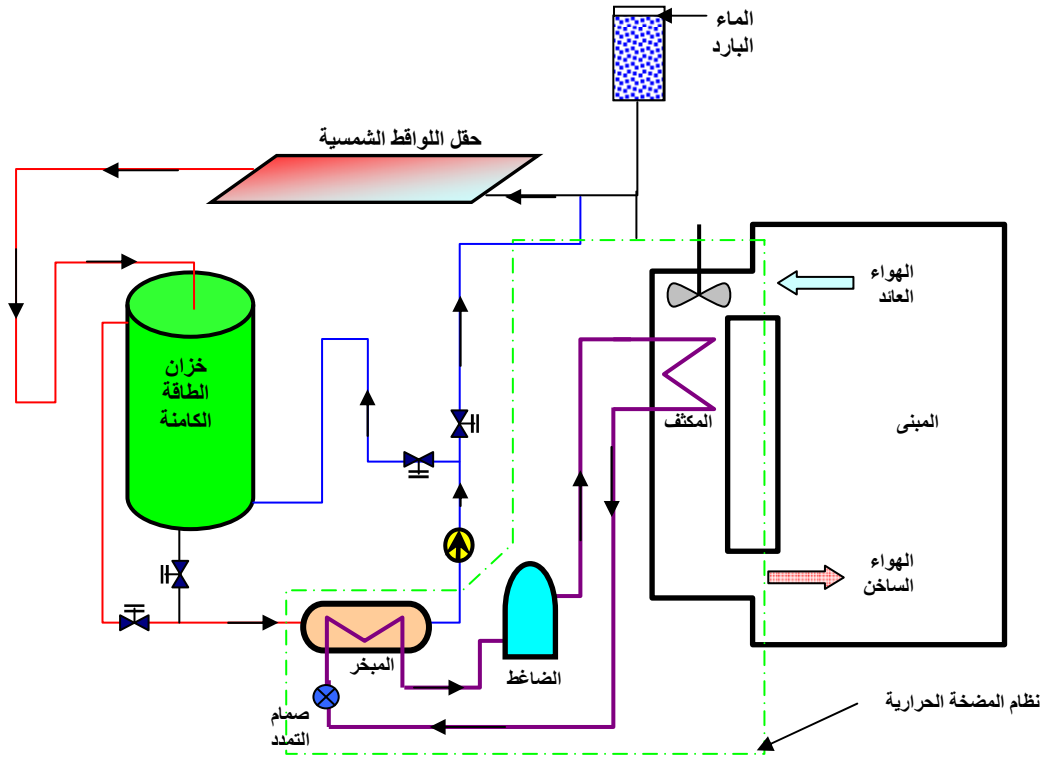 الماء
البارد
حقل اللواقط الشمسية
الهواء
العائد
خزان
الطاقة
الكامنة
المكثف
المبنى
الهواء
الساخن
المبخر
الضاغط
نظام المضخة الحرارية
صمام
التمدد